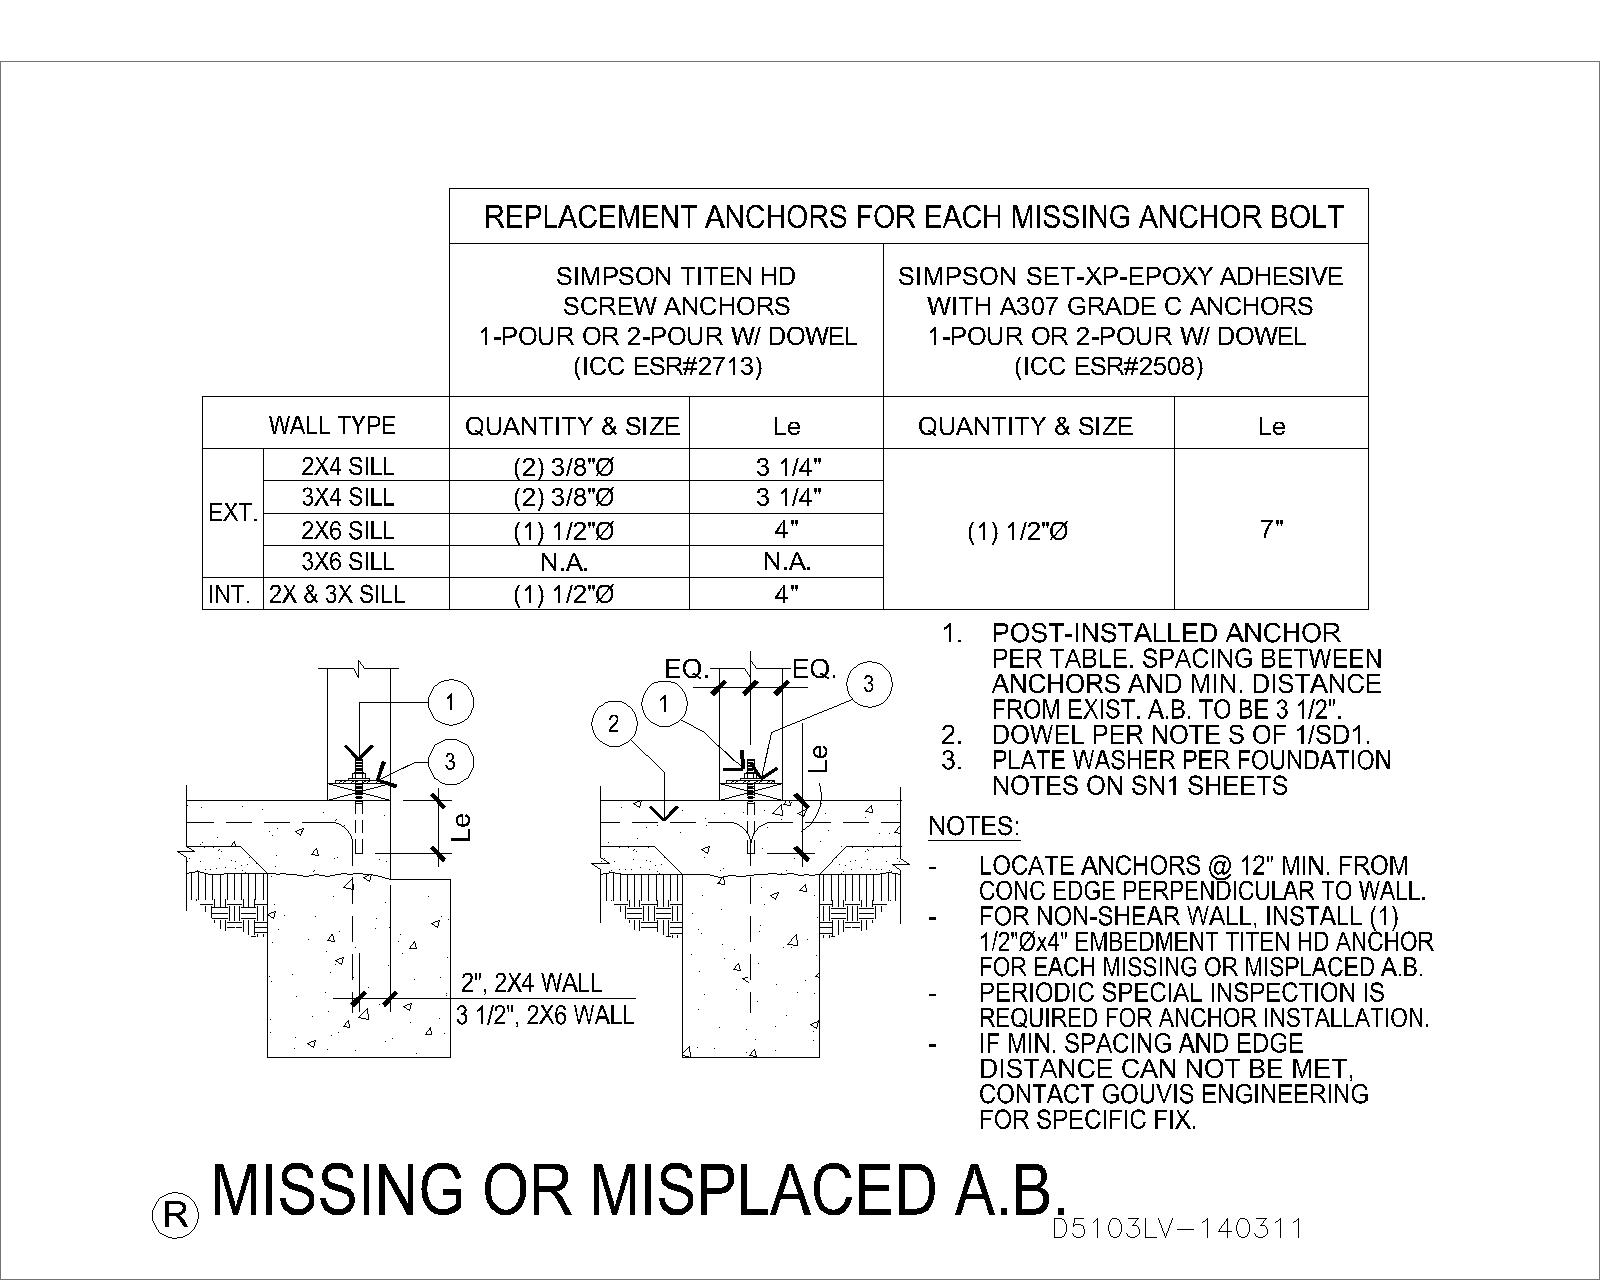 REPLACEMENT ANCHORS FOR EACH MISSING ANCHOR BOLT
SIMPSON TITEN HD
SCREW ANCHORS
1-POUR OR 2-POUR W/ DOWEL
(ICC ESR#2713)
SIMPSON SET-XP-EPOXY ADHESIVE
WITH A307 GRADE C ANCHORS
1-POUR OR 2-POUR W/ DOWEL
(ICC ESR#2508)
WALL TYPE QUANTITY & SIZE Le QUANTITY & SIZE Le
EXT.
2X4 SILL (2) 3/8"Ø 3 1/4"
3X4 SILL (2) 3/8"Ø 3 1/4"
2X6 SILL (1) 1/2"Ø 4"
3X6 SILL N.A. N.A.
INT. 2X & 3X SILL (1) 1/2"Ø 4"
(1) 1/2"Ø 7"
1
3
Le
2", 2X4 WALL
3 1/2", 2X6 WALL
EQ. EQ.
3
1
2
Le
1. POST-INSTALLED ANCHOR
PER TABLE. SPACING BETWEEN
ANCHORS AND MIN. DISTANCE
FROM EXIST. A.B. TO BE 3 1/2".
2. DOWEL PER NOTE S OF 1/SD1.
3. PLATE WASHER PER FOUNDATION
NOTES ON SN1 SHEETS
NOTES:
- LOCATE ANCHORS @ 12" MIN. FROM
CONC EDGE PERPENDICULAR TO WALL.
- FOR NON-SHEAR WALL, INSTALL (1)
1/2"Øx4" EMBEDMENT TITEN HD ANCHOR
FOR EACH MISSING OR MISPLACED A.B.
- PERIODIC SPECIAL INSPECTION IS
REQUIRED FOR ANCHOR INSTALLATION.
- IF MIN. SPACING AND EDGE
DISTANCE CAN NOT BE MET,
CONTACT GOUVIS ENGINEERING
FOR SPECIFIC FIX.
R MISSING OR MISPLACED A.B.
D5103LV-140311